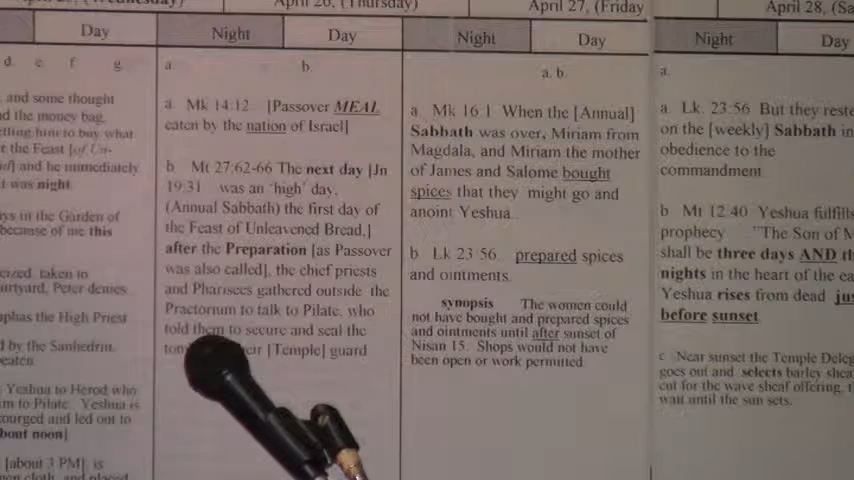 April 26, (Thursday)
April 27, (Friday
April 28, (Sa
Day
Night
Day
Night
Day
Night
Day
d. e f g.
a. b.
a. b.
a.
and some thought
the money bag,
him to buy what
the Feast [of Un-
and he immediately
t was night
in the Garden of
because of me this
taken to
Peter denies
the High Priest
by the Sanhedrin.
Yeshua to Herod who
to Pilate. Yeshua is
and led out to
bout noon]
[about 3 PM], is
cloth, and placed
a. Mk 14:12 [Passover MEAL
eaten by the nation of Israel]
b Mt 27:62-66 The next day [Jn
19:31 was an 'high' day,
(Annual Sabbath) the first day of
the Feast of Unleavened Bread,]
after the Preparation [as Passover
was also called], the chief priests
and Pharisees gathered outside the
Praetorium to talk to Pilate, who
told them to secure and seal the
[Temple] guard
a. Mk 16:1 When the [Annual]
Sabbath was over, Miriam from
Magdala, and Miriam the mother
of James and Salome bought
spices that they might go and
anoint Yeshua.
b. Lk 23:56 prepared spices
and ointments.
synopsis The women could
not have bought and prepared spices
and ointments until after sunset of
Nisan 15. Shops would not have
been open or work permitted.
a. Lk. 23:56 But they reste
on the [weekly] Sabbath in
obedience to the
commandment.
b Mt 12:40 Yeshua fulfills
prophecy "The Son of M
shall be three days AND th
nights in the heart of the ea
Yeshua rises from dead jus
before sunset
c Near sunset the Temple Deleg
goes out and selects barley shea
cut for the wave sheaf offering, t
wait until the sun sets.